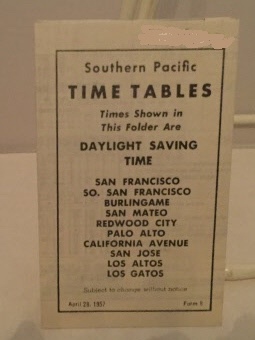 Southern Pacific
TIME TABLES
Times Shown in
This Folder Are
DAYLIGHT SAVING
TIME
SAN FRANCISCO
SO. SAN FRANCISCO
BURLINGAME
SAN MATEO
REDWOOD CITY
PALO ALTO
CALIFORNIA AVENUE
SAN JOSE
LOS ALTOS
LOS GATOS
Subject to change without notice
April 28, 1957 Form 5